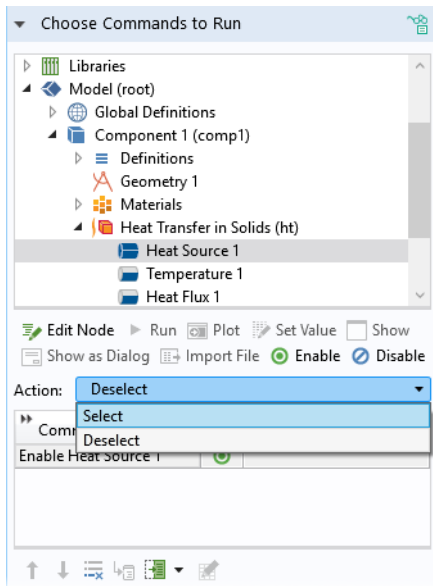 Choose Commands to Run
Libraries
Model (root)
Global Definitions
Component 1 (comp1)
Definitions
Geometry 1
Materials
Heat Transfer in Solids (ht)
Heat Source 1
Temperature 1
Heat Flux 1
Edit Node Run Plot Set Value Show
Show as Dialog Import File Enable Disable
Action: Deselect
Select
Deselect
Enable Heat Source 1